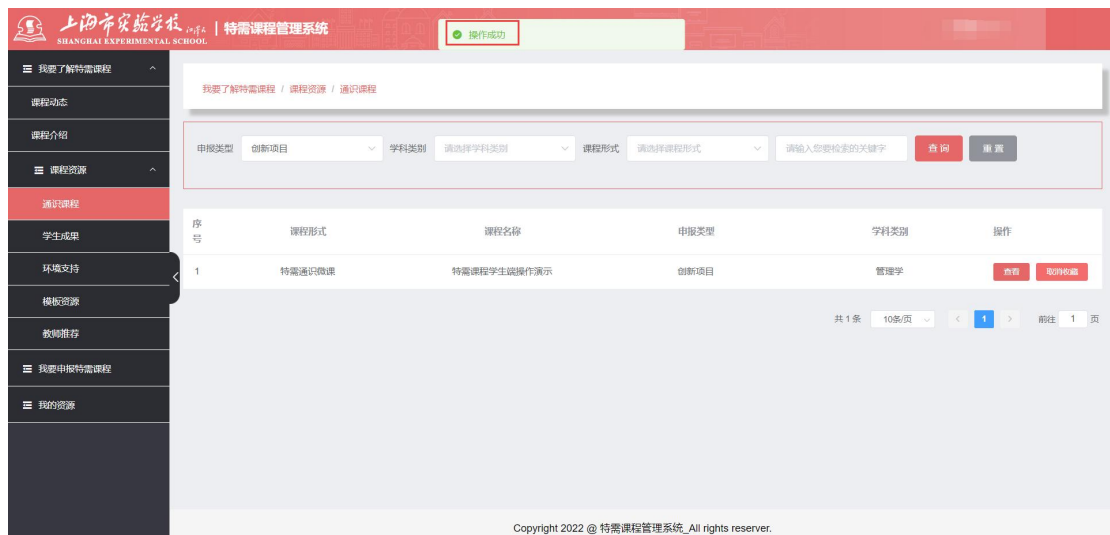 上海市实验学校
SHANGHAI EXPERIMENTAL SCHOOL
特需课程管理系统
操作成功
我要了解特需课程
课程动态
课程介绍
课程资源
通识课程
学生成果
环境支持
模板资源
教师推荐
我要申报特需课程
我的资源
我要了解特需课程 / 课程资源 / 通识课程
申报类型 创新项目 学科类别 请选择学科类别 课程形式 请选择课程形式 请输入您要检索的关键字 查询 重置
序号 课程形式 课程名称 申报类型 学科类别 操作
1 特需通识微课 特需课程学生端操作演示 创新项目 管理学 查看 取消收藏
共 1 条 10条/页 1 前往 1 页
Copyright 2022 @ 特需课程管理系统_All rights reserver.